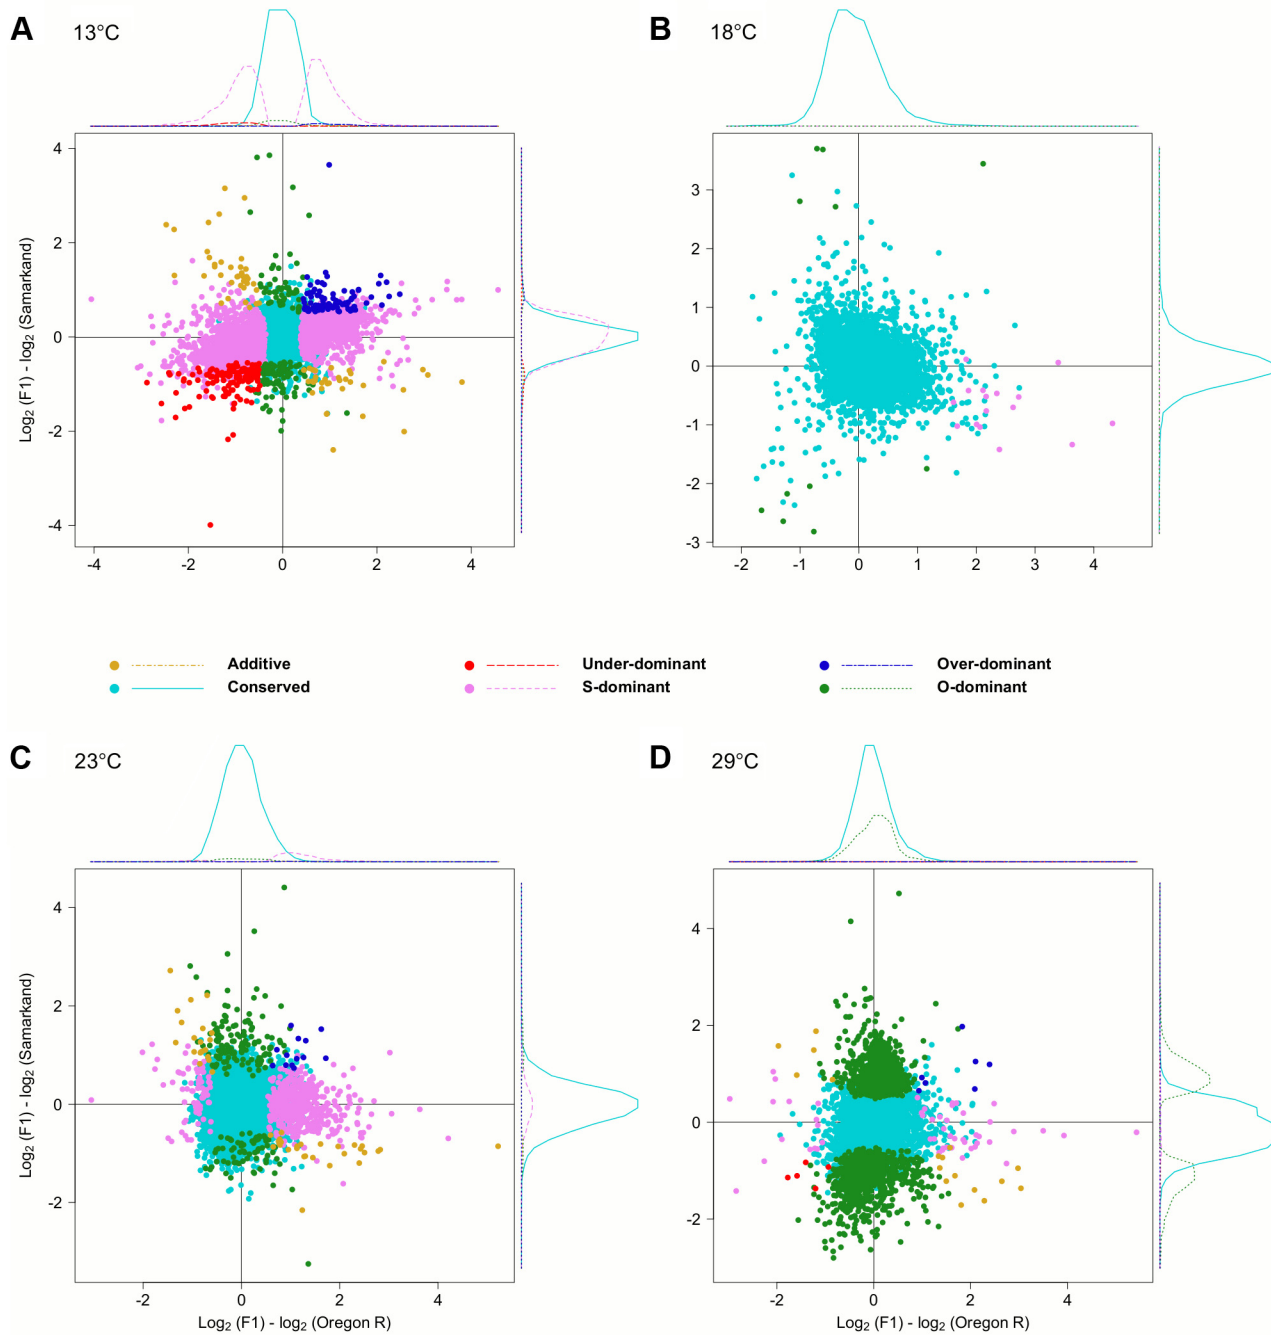 A
13°C
B
18°C
4
2
0
-2
-4
Log2 (F1) - log2 (Samarkand)
-4
-2
0
2
4
3
2
1
0
-1
-2
-3
-2
-1
0
1
2
3
4
Additive
Under-dominant
Over-dominant
Conserved
S-dominant
O-dominant
C
23°C
D
29°C
4
2
0
-2
Log2 (F1) - log2 (Samarkand)
-2
0
2
4
Log2 (F1) - log2 (Oregon R)
4
2
0
-2
-2
0
2
4
Log2 (F1) - log2 (Oregon R)